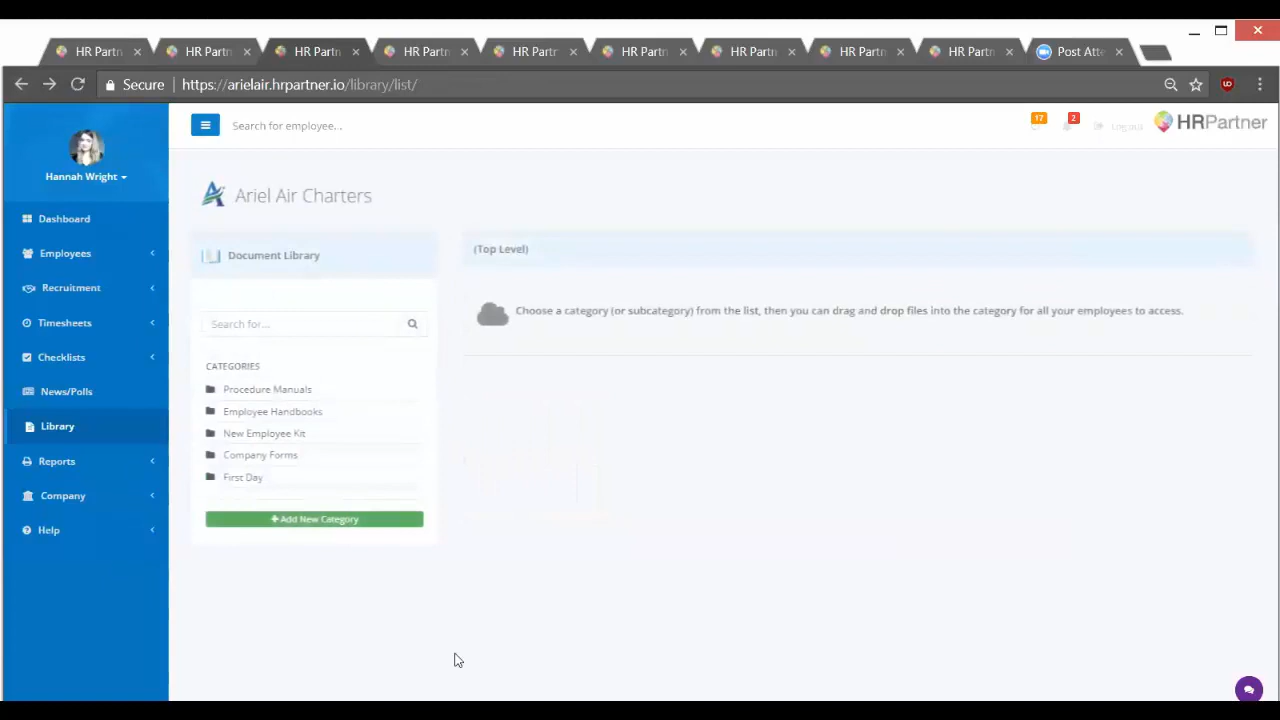 HR Partn HR Partn HR Partn HR Partn HR Partr HR Partn HR Partn HR Partn HR Partn Post Atte
Secure https://arielair.hrpartner.io/library/list/
Search for employee...
17
2
Log out
HRPartner
Hannah Wright
Dashboard
Employees
Recruitment
Timesheets
Checklists
News/Polls
Library
Reports
Company
Help
Ariel Air Charters
Document Library
Search for...
CATEGORIES
Procedure Manuals
Employee Handbooks
New Employee Kit
Company Forms
First Day
Add New Category
(Top Level)
Choose a category (or subcategory) from the list, then you can drag and drop files into the category for all your employees to access.